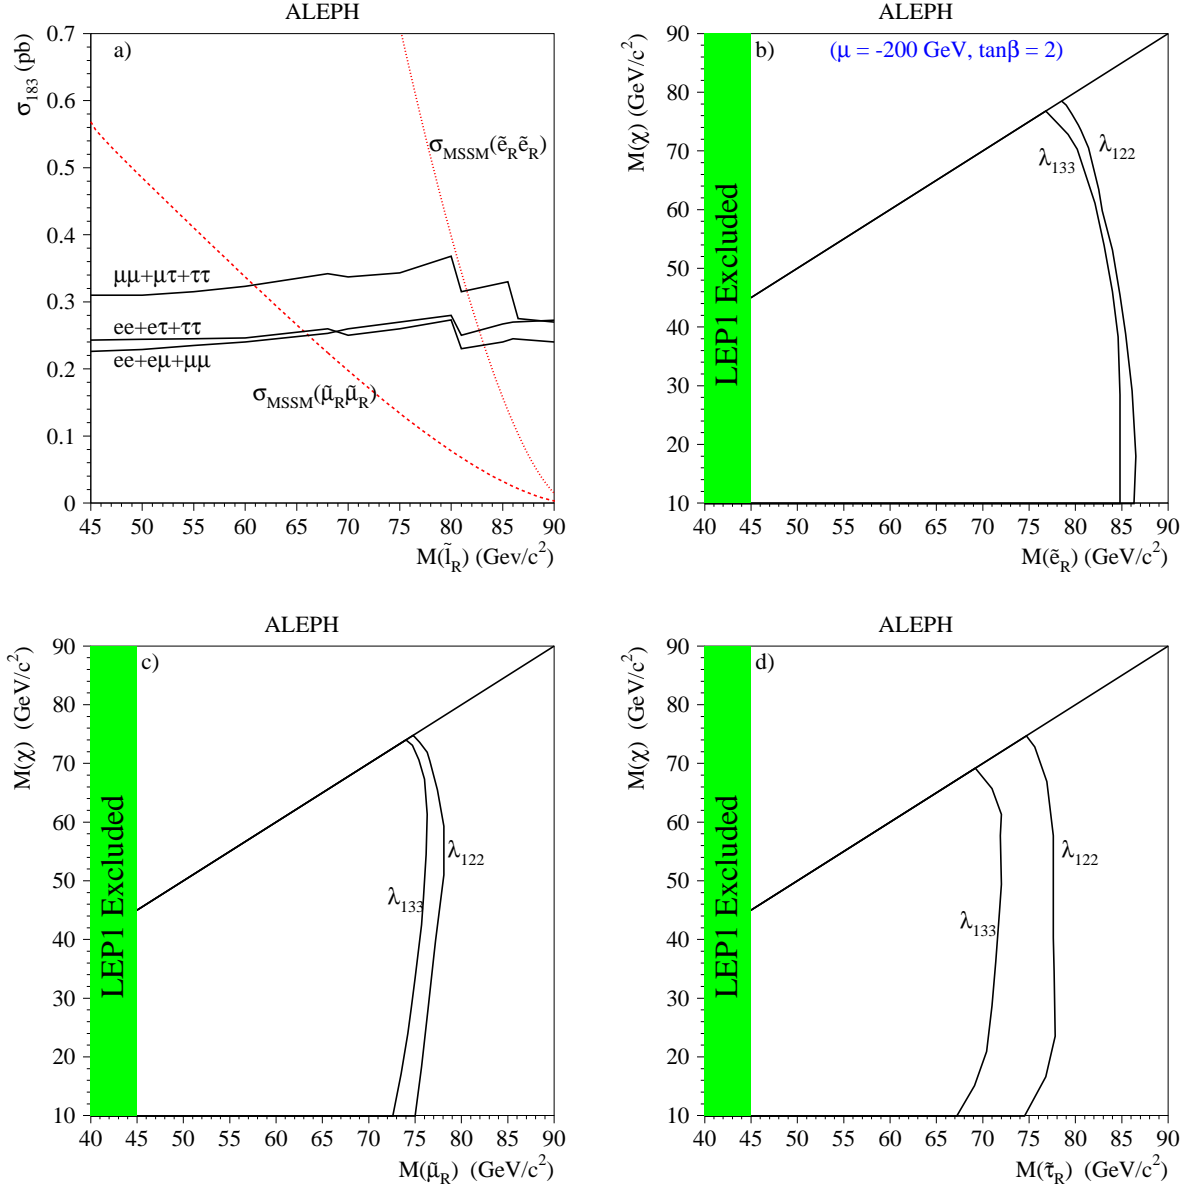 ALEPH
a)
σ183 (pb)
0.7
0.6
0.5
0.4
0.3
0.2
0.1
0
σMSSM(ẽRẽR)
μμ+μτ+ττ
ee+eτ+ττ
ee+eμ+μμ
σMSSM(μ̃Rμ̃R)
45 50 55 60 65 70 75 80 85 90
M(l̃R) (Gev/c2)
ALEPH
b)
(μ = -200 GeV, tanβ = 2)
M(χ) (GeV/c2)
90
80
70
60
50
40
30
20
10
LEP1 Excluded
λ133
λ122
40 45 50 55 60 65 70 75 80 85 90
M(ẽR) (GeV/c2)
ALEPH
c)
M(χ) (GeV/c2)
90
80
70
60
50
40
30
20
10
LEP1 Excluded
λ122
λ133
40 45 50 55 60 65 70 75 80 85 90
M(μ̃R) (GeV/c2)
ALEPH
d)
M(χ) (GeV/c2)
90
80
70
60
50
40
30
20
10
LEP1 Excluded
λ122
λ133
40 45 50 55 60 65 70 75 80 85 90
M(τ̃R) (GeV/c2)